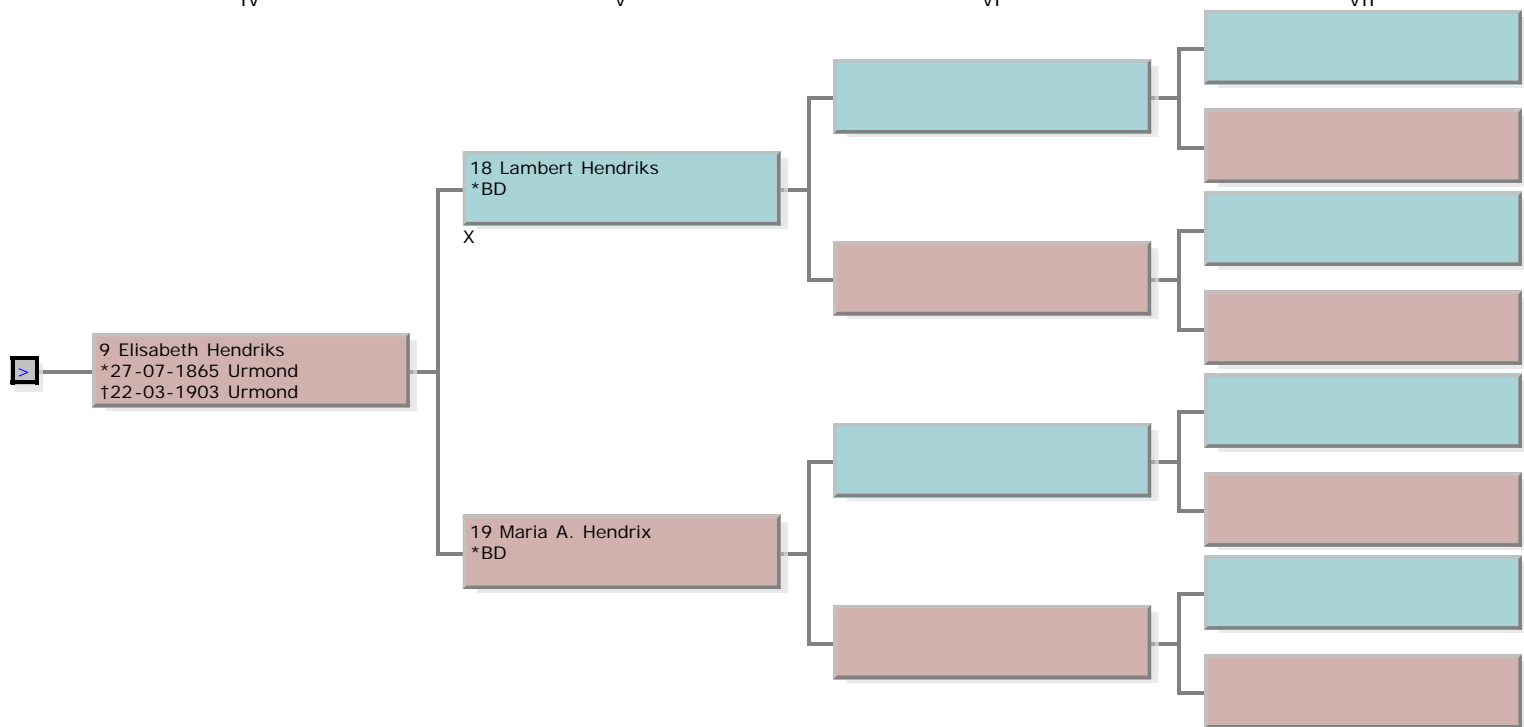 IV V VI VII
18 Lambert Hendriks
*BD
X
>
9 Elisabeth Hendriks
*27-07-1865 Urmond
†22-03-1903 Urmond
19 Maria A. Hendrix
*BD